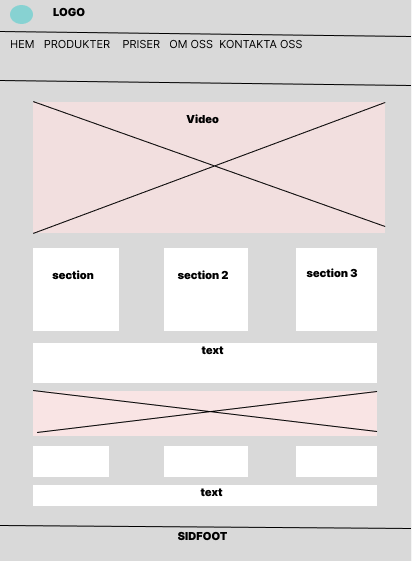 LOGO
HEM PRODUKTER PRISER OM OSS KONTAKTA OSS
Video
section section 2 section 3
text
text
SIDFOOT